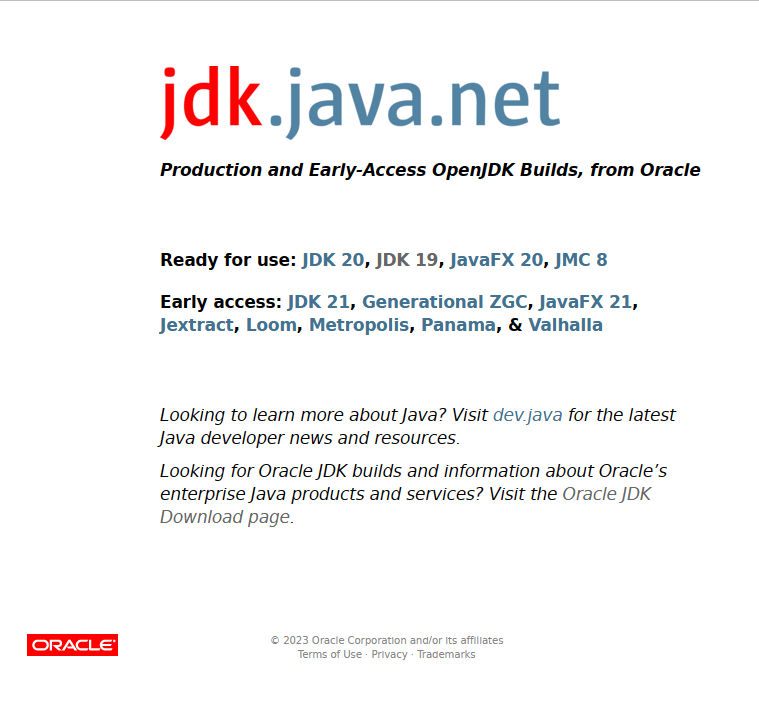 jdk.java.net
Production and Early-Access OpenJDK Builds, from Oracle
Ready for use: JDK 20, JDK 19, JavaFX 20, JMC 8
Early access: JDK 21, Generational ZGC, JavaFX 21,
Jextract, Loom, Metropolis, Panama, & Valhalla
Looking to learn more about Java? Visit dev.java for the latest
Java developer news and resources.
Looking for Oracle JDK builds and information about Oracle’s
enterprise Java products and services? Visit the Oracle JDK
Download page.
ORACLE
© 2023 Oracle Corporation and/or its affiliates
Terms of Use · Privacy · Trademarks